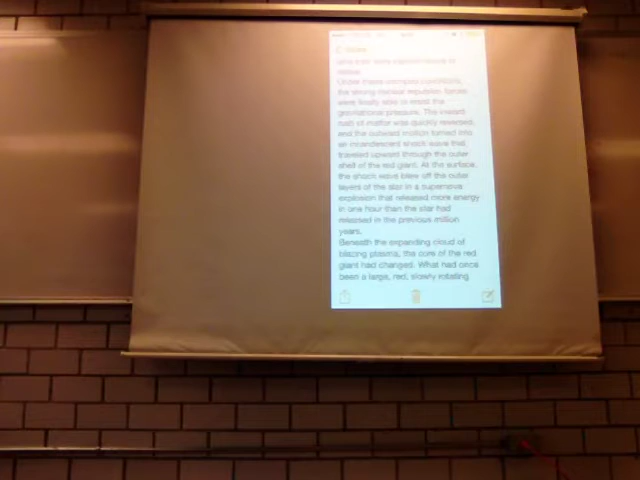 Under these extreme conditions,
the strong nuclear repulsion forces
were finally able to resist the
gravitational pressure. The inward
rush of matter was quickly reversed,
and the outward motion turned into
an incandescent shock wave that
traveled upward through the outer
shell of the red giant. At the surface,
the shock wave blew off the outer
layers of the star in a supernova
explosion that released more energy
in one hour than the star had
released in the previous million
years.
Beneath the expanding cloud of
blazing plasma, the core of the red
giant had changed. What had once
been a large, red, slowly rotating